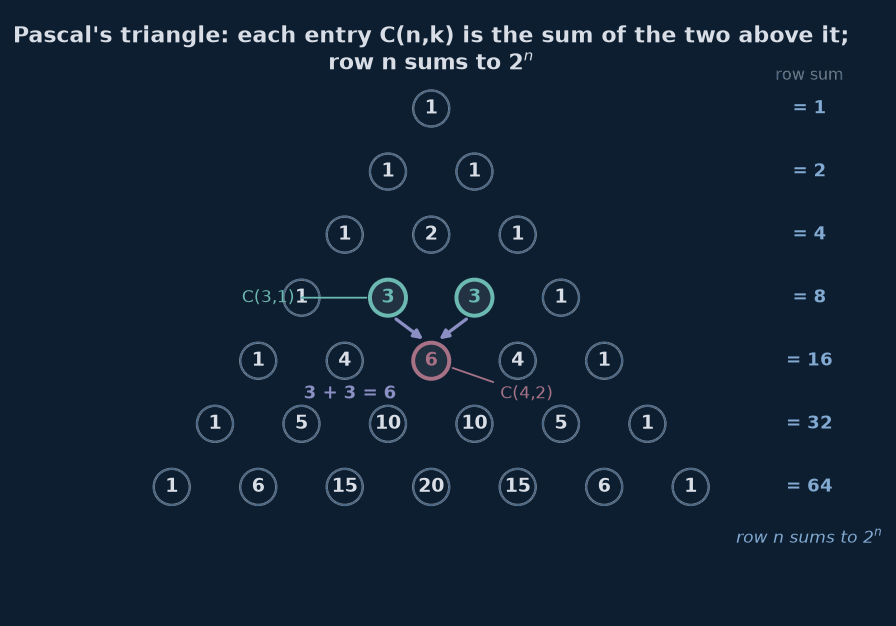 Pascal's triangle: each entry C(n,k) is the sum of the two above it;
row n sums to 2ⁿ
row sum
1 = 1
1 1 = 2
1 2 1 = 4
C(3,1) 1 3 3 1 = 8
1 4 6 4 1 = 16
3 + 3 = 6 C(4,2)
1 5 10 10 5 1 = 32
1 6 15 20 15 6 1 = 64
row n sums to 2ⁿ